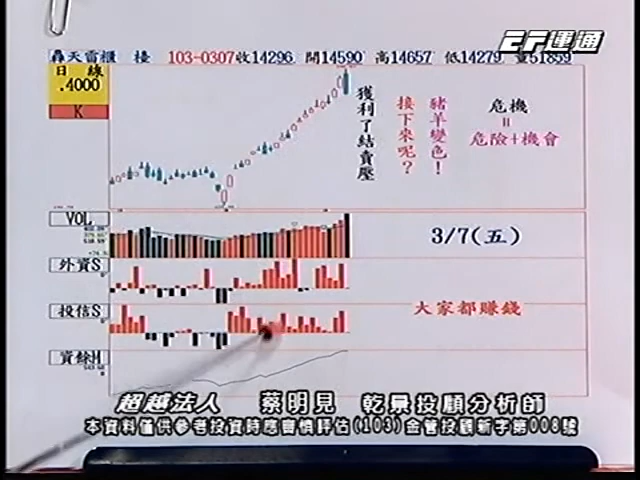 EF運通
轟天雷櫃 樓 103-0307收14296 開14590 高14657 低14279 量51859
日線
.4000
K
獲利了結賣壓
接下來呢?
豬羊變色!
危機
=
危險+機會
VOL
3/7(五)
外資S
投信S
大家都賺錢
資餘H
超越法人 蔡明見 乾景投顧分析師
本資料僅供參考投資時應審慎評估(103)金管投顧新字第008號